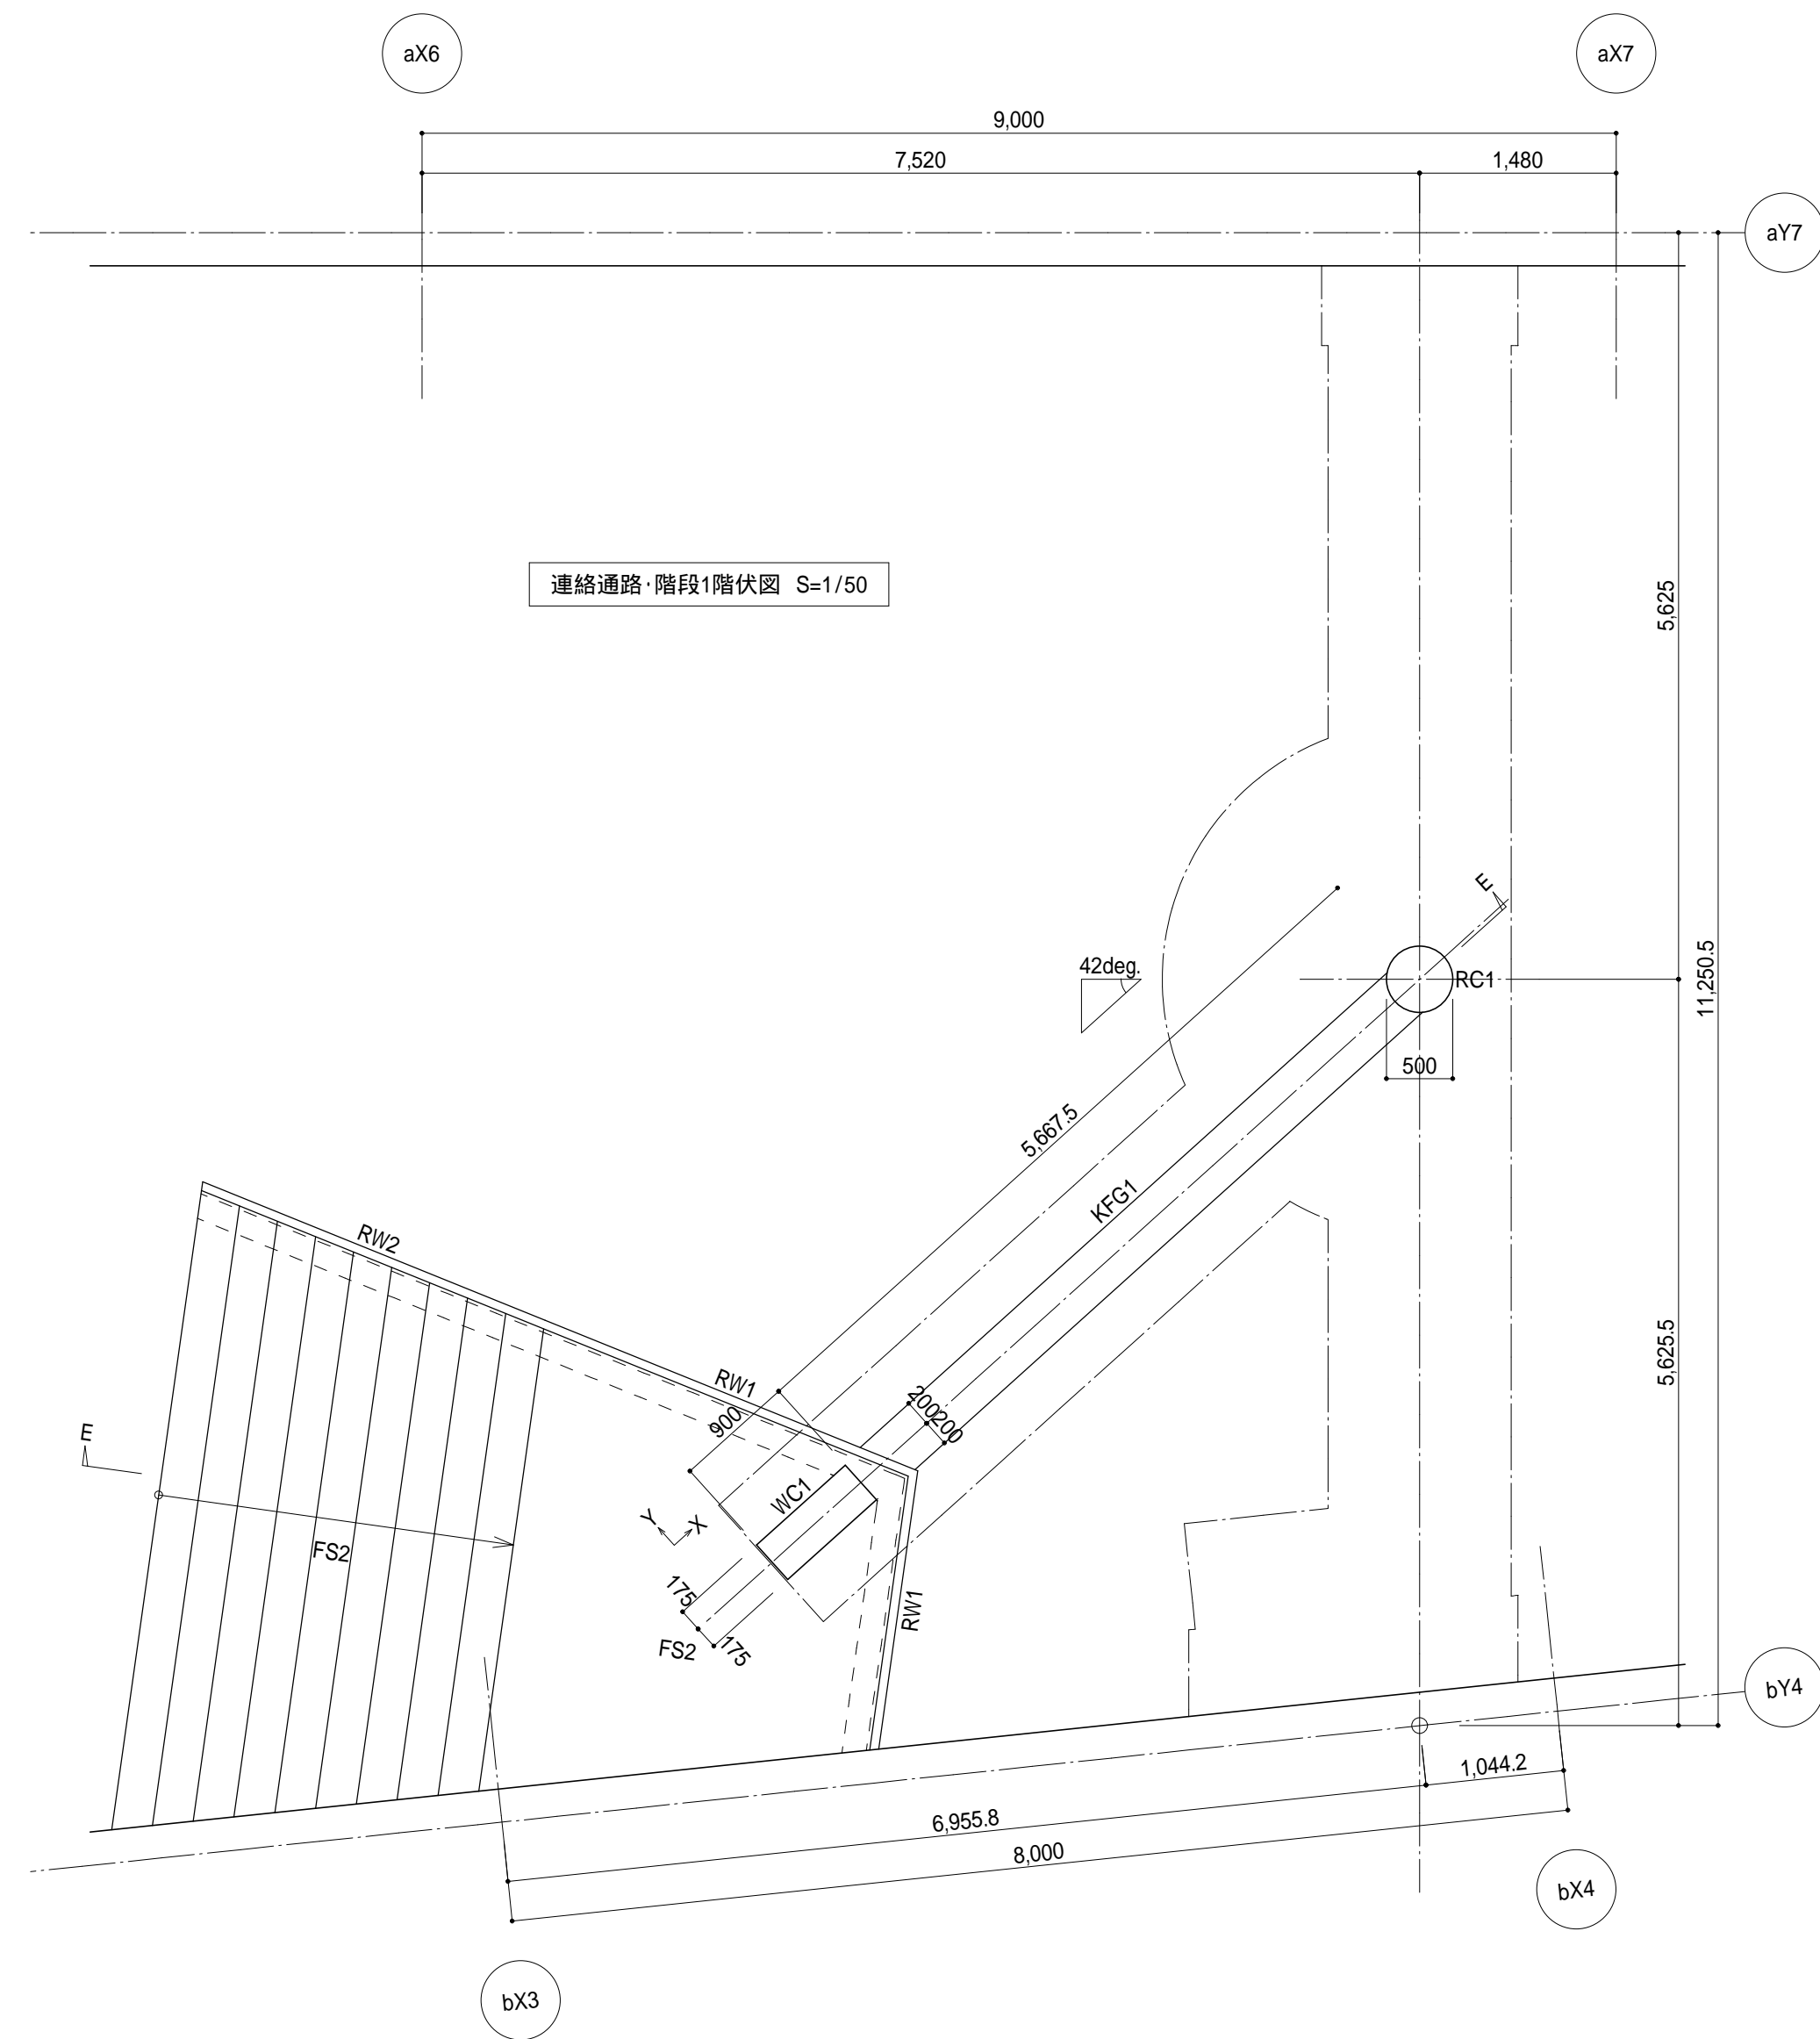 aX6
aX7
9,000
7,520
1,480
aY7
連絡通路・階段1階伏図 S=1/50
5,625
11,250.5
E
42deg.
RC1
500
5,667.5
KFG1
RW2
RW1
5,625.5
900
200
200
E
WC1
Y
X
FS2
175
RW1
FS2
175
bY4
1,044.2
6,955.8
8,000
bX4
bX3